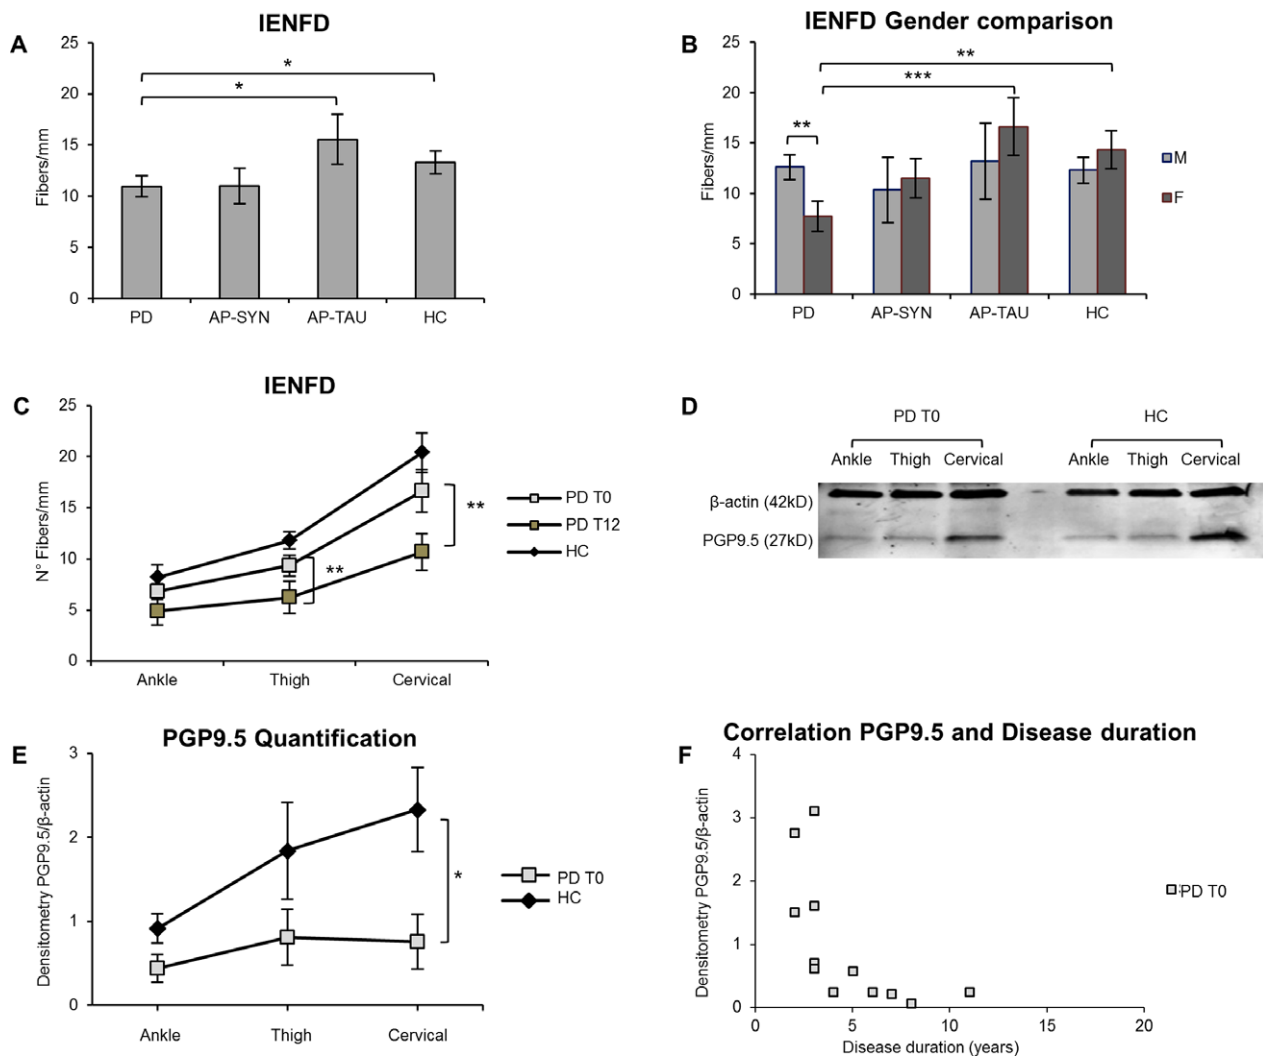 A
IENFD
Fibers/mm
25
20
15
10
5
0
*
*
PD AP-SYN AP-TAU HC
B
IENFD Gender comparison
Fibers/mm
25
20
15
10
5
0
**
***
**
PD AP-SYN AP-TAU HC
M
F
C
IENFD
N° Fibers/mm
25
20
15
10
5
0
**
**
Ankle Thigh Cervical
PD T0
PD T12
HC
D
PD T0 HC
Ankle Thigh Cervical Ankle Thigh Cervical
β-actin (42kD)
PGP9.5 (27kD)
E
PGP9.5 Quantification
Densitometry PGP9.5/β-actin
3
2
1
0
*
Ankle Thigh Cervical
PD T0
HC
F
Correlation PGP9.5 and Disease duration
Densitometry PGP9.5/β-actin
4
3
2
1
0
0 5 10 15 20
Disease duration (years)
PD T0